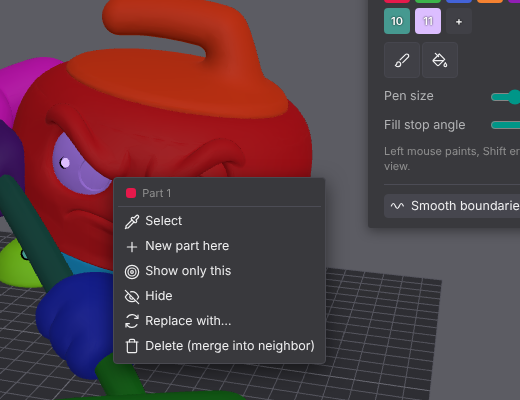 10 11 +
Pen size
Fill stop angle
Left mouse paints, Shift
view.
Smooth boundarie
Part 1
Select
New part here
Show only this
Hide
Replace with...
Delete (merge into neighbor)